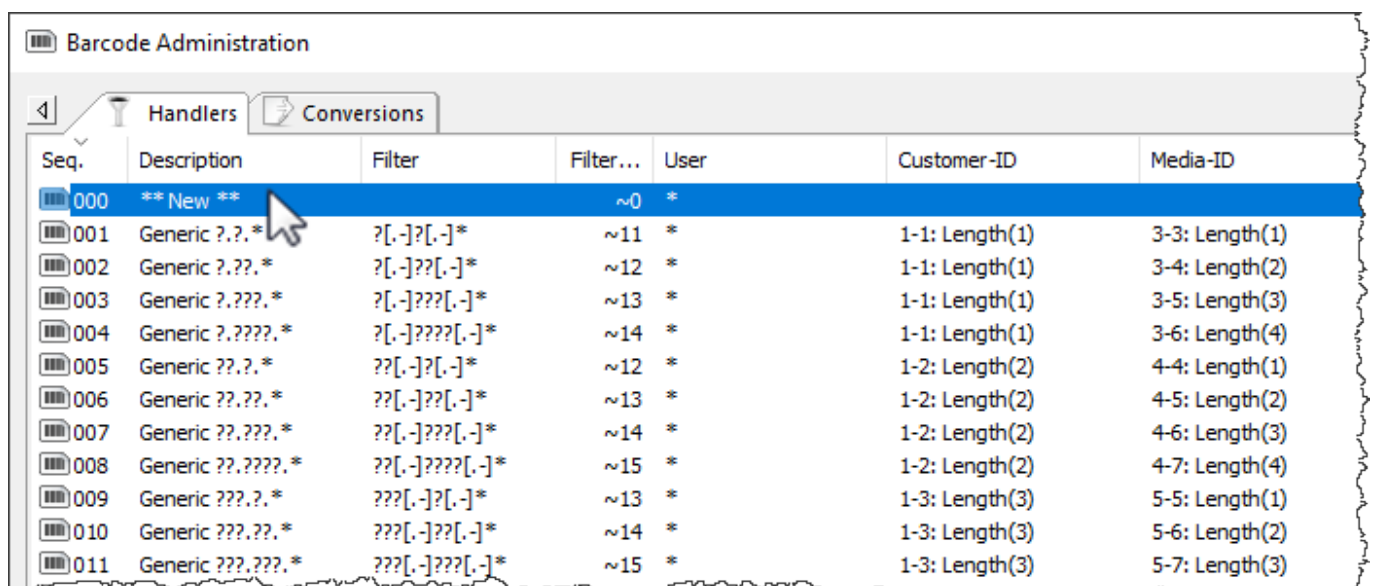 Barcode Administration
Handlers Conversions
Seq. Description Filter Filter... User Customer-ID Media-ID
000 ** New ** ~0 *
001 Generic ?.?.* ?[.-]?[.-]* ~11 * 1-1: Length(1) 3-3: Length(1)
002 Generic ?.??.* ?[.-]??[.-]* ~12 * 1-1: Length(1) 3-4: Length(2)
003 Generic ?.???.* ?[.-]???[.-]* ~13 * 1-1: Length(1) 3-5: Length(3)
004 Generic ?.????.* ?[.-]????[.-]* ~14 * 1-1: Length(1) 3-6: Length(4)
005 Generic ??.?.* ??[.-]?[.-]* ~12 * 1-2: Length(2) 4-4: Length(1)
006 Generic ??.??.* ??[.-]??[.-]* ~13 * 1-2: Length(2) 4-5: Length(2)
007 Generic ??.???.* ??[.-]???[.-]* ~14 * 1-2: Length(2) 4-6: Length(3)
008 Generic ??.????.* ??[.-]????[.-]* ~15 * 1-2: Length(2) 4-7: Length(4)
009 Generic ???.?.* ???[.-]?[.-]* ~13 * 1-3: Length(3) 5-5: Length(1)
010 Generic ???.??.* ???[.-]??[.-]* ~14 * 1-3: Length(3) 5-6: Length(2)
011 Generic ???.???.* ???[.-]???[.-]* ~15 * 1-3: Length(3) 5-7: Length(3)